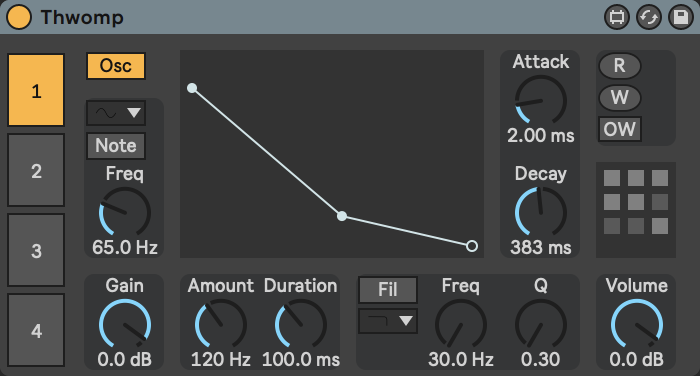 Thwomp
1
Osc
Attack
R
W
2.00 ms
OW
2
Note
Freq
Decay
65.0 Hz
383 ms
3
Gain
Amount
Duration
Fil
Freq
Q
Volume
4
0.0 dB
120 Hz
100.0 ms
30.0 Hz
0.30
0.0 dB